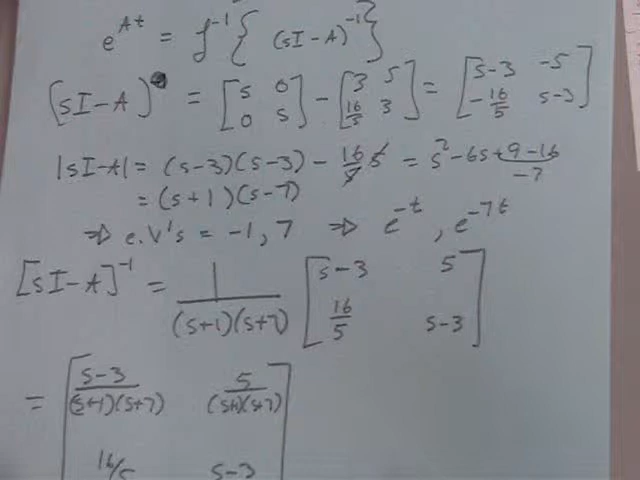 e^{At} = ℒ^{-1} { (sI-A)^{-1} }
[sI-A] = [s 0; 0 s] - [3 5; 16/5 3] = [s-3 -5; -16/5 s-3]
|sI-A| = (s-3)(s-3) - 16/5 5 = s^2 - 6s + 9-16
-7
= (s+1)(s-7)
⇒ e.v's = -1, 7 ⇒ e^{-t}, e^{-7t}
[sI-A]^{-1} = 1/((s+1)(s+7)) [s-3 5; 16/5 s-3]
= [(s-3)/((s+1)(s+7)) 5/((s+1)(s+7));
16/5 s-3